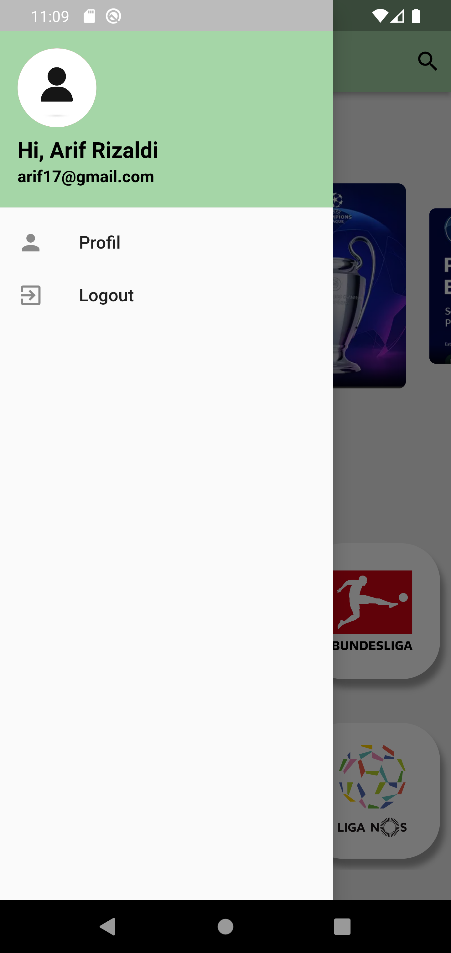 11:09
Hi, Arif Rizaldi
arif17@gmail.com
Profil
Logout
BUNDESLIGA
LIGA NOS